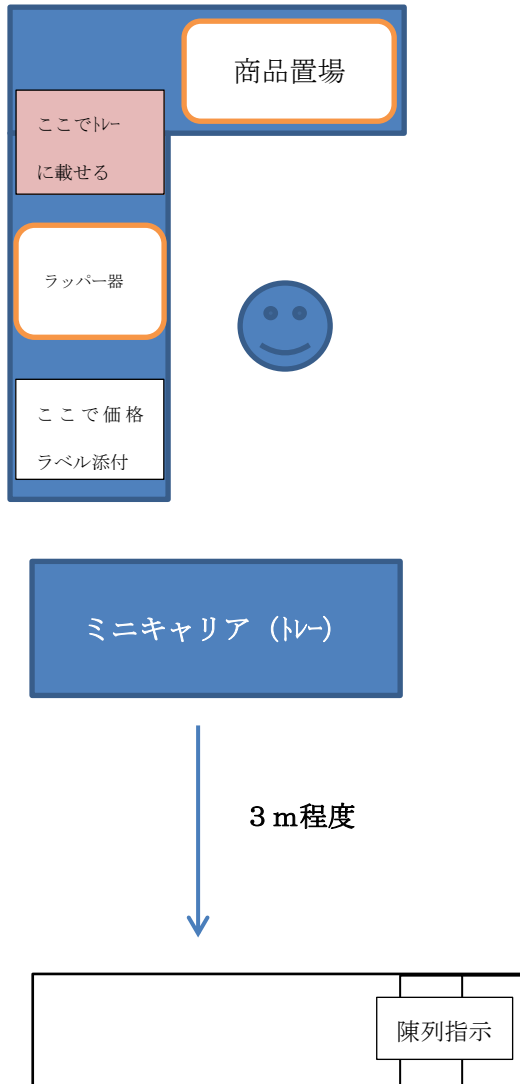 商品置場
ここでﾄﾚｰ
に載せる
ラッパー器
ここで価格
ラベル添付
ミニキャリア（ﾄﾚｰ）
３ｍ程度
陳列指示